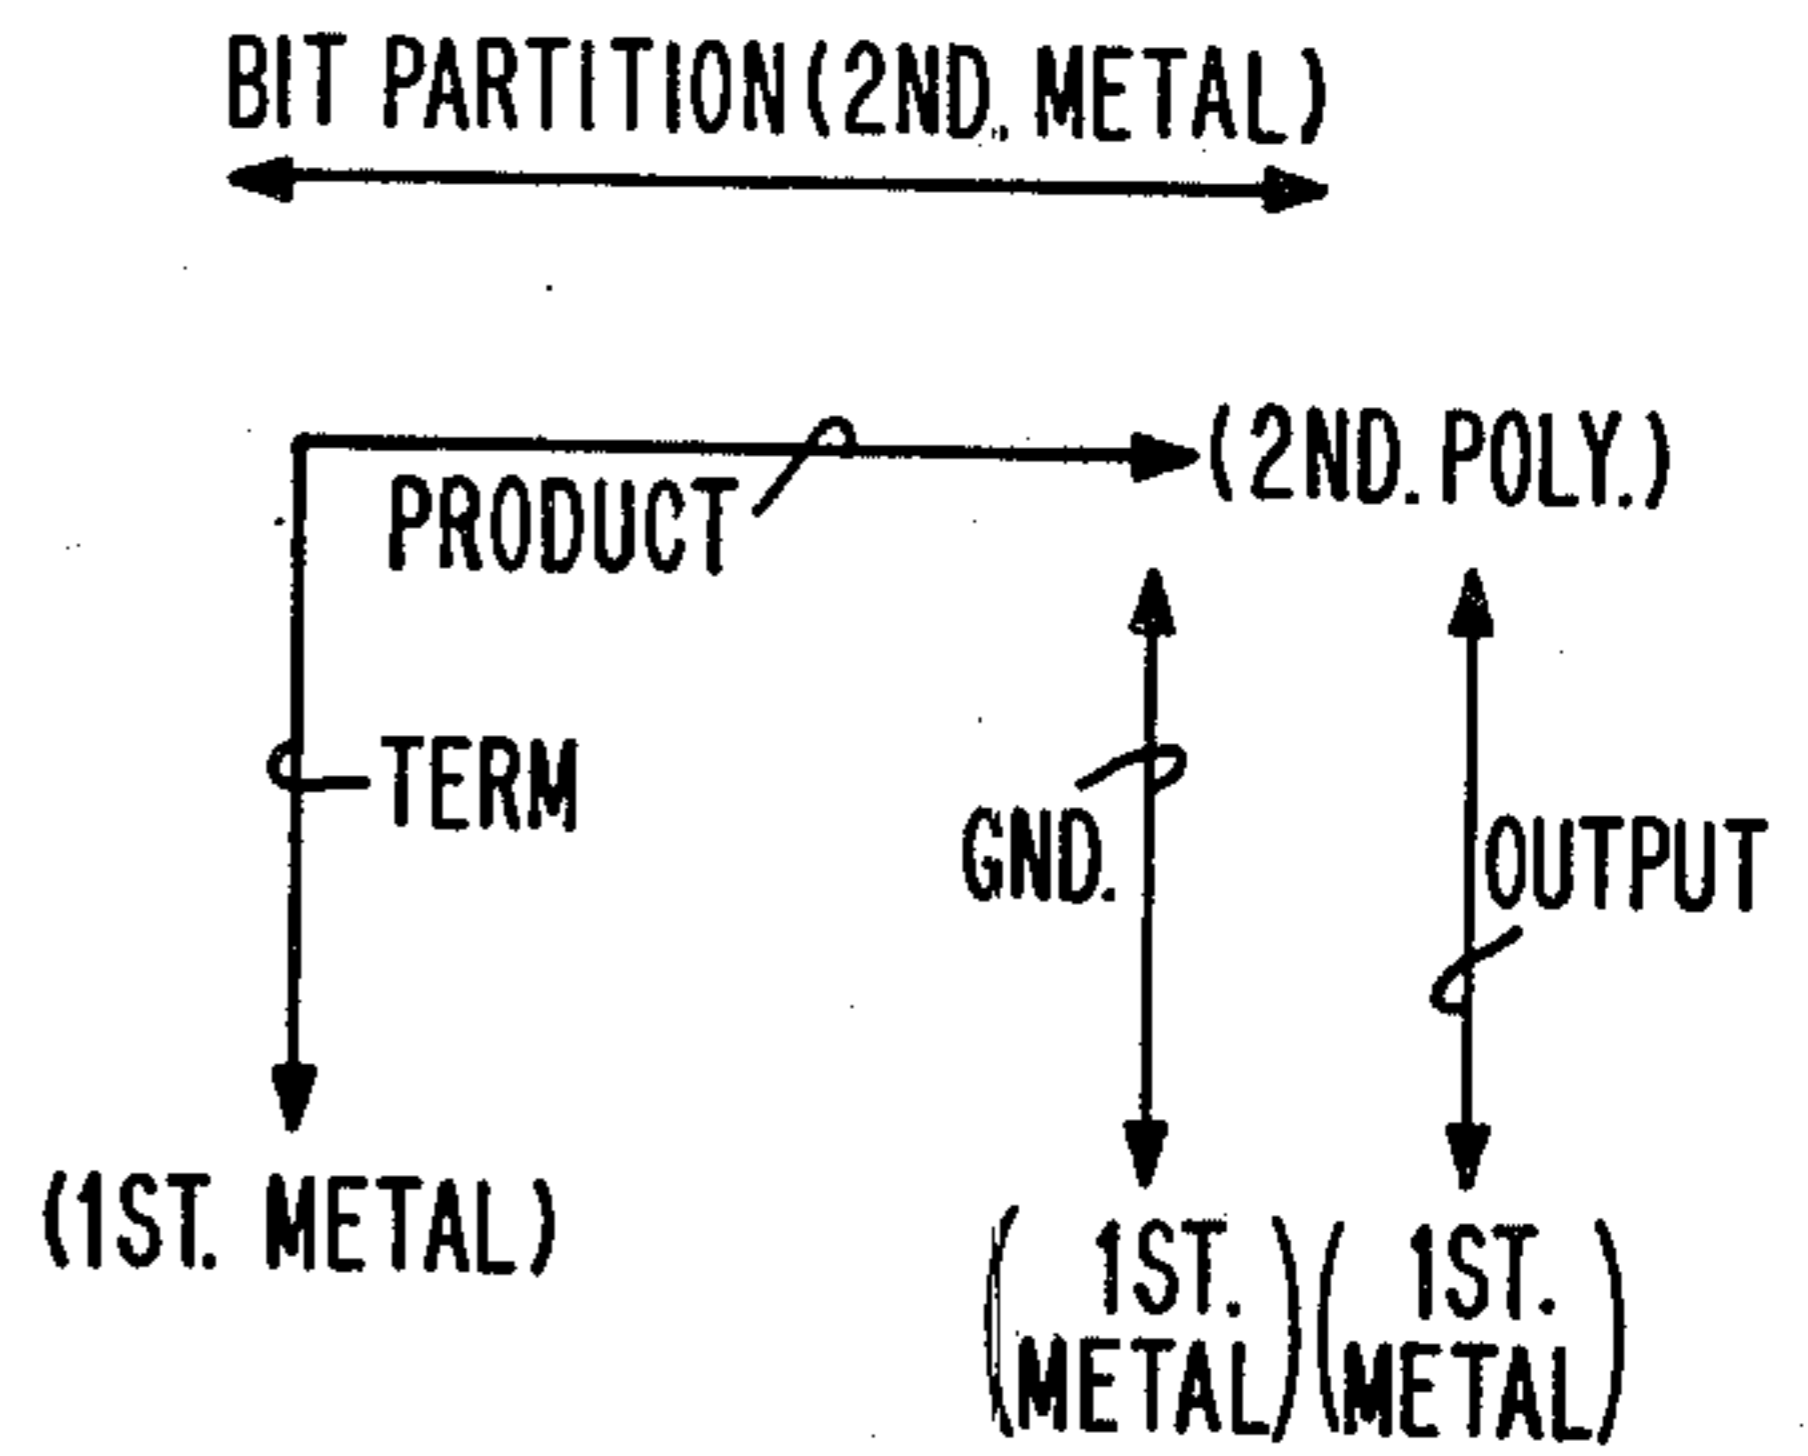 BIT PARTITION (2ND. METAL)
(2ND. POLY.)
PRODUCT
TERM
GND.
OUTPUT
(1ST. METAL)
(1ST. METAL)
(1ST. METAL)